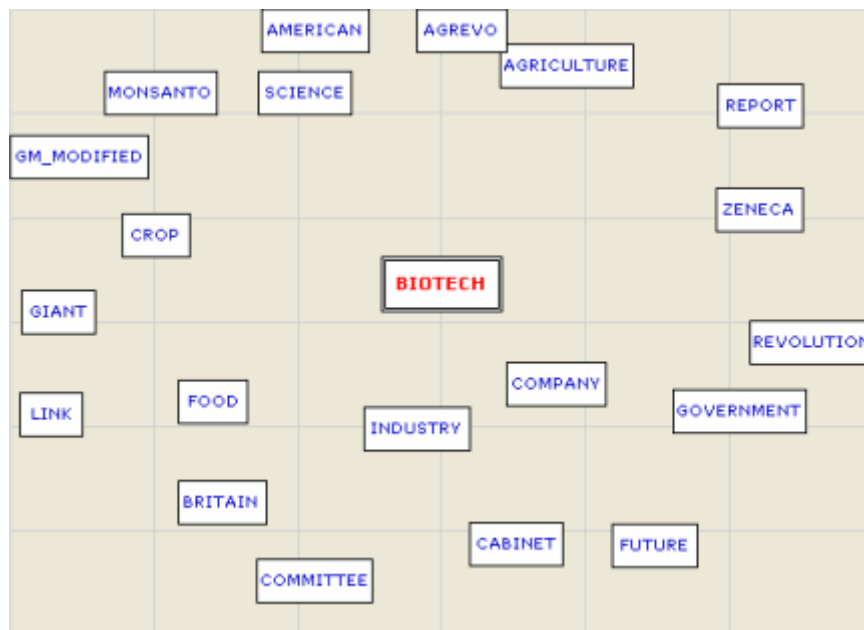 AMERICAN
AGREVO
AGRICULTURE
MONSANTO
SCIENCE
REPORT
GM_MODIFIED
ZENECA
CROP
BIOTECH
GIANT
REVOLUTION
COMPANY
FOOD
LINK
GOVERNMENT
INDUSTRY
BRITAIN
CABINET
FUTURE
COMMITTEE